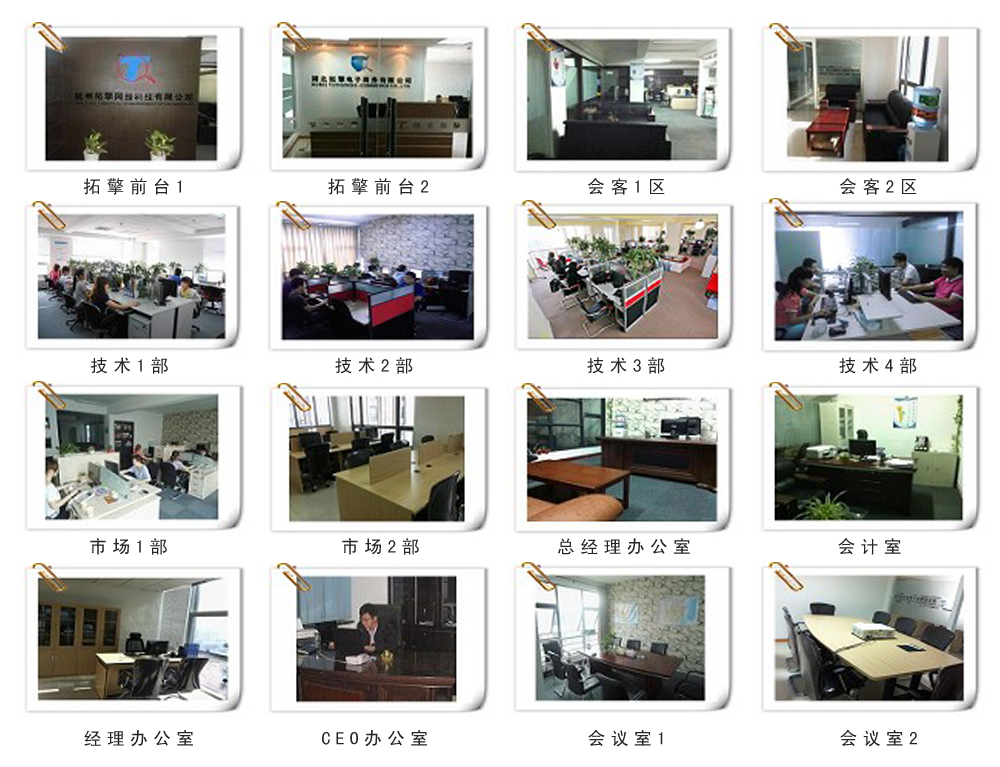 杭州拓擎网络科技有限公司
湖北拓擎电子商务有限公司
拓擎前台1
拓擎前台2
会客1区
会客2区
技术1部
技术2部
技术3部
技术4部
市场1部
市场2部
总经理办公室
会计室
经理办公室
CEO办公室
会议室1
会议室2